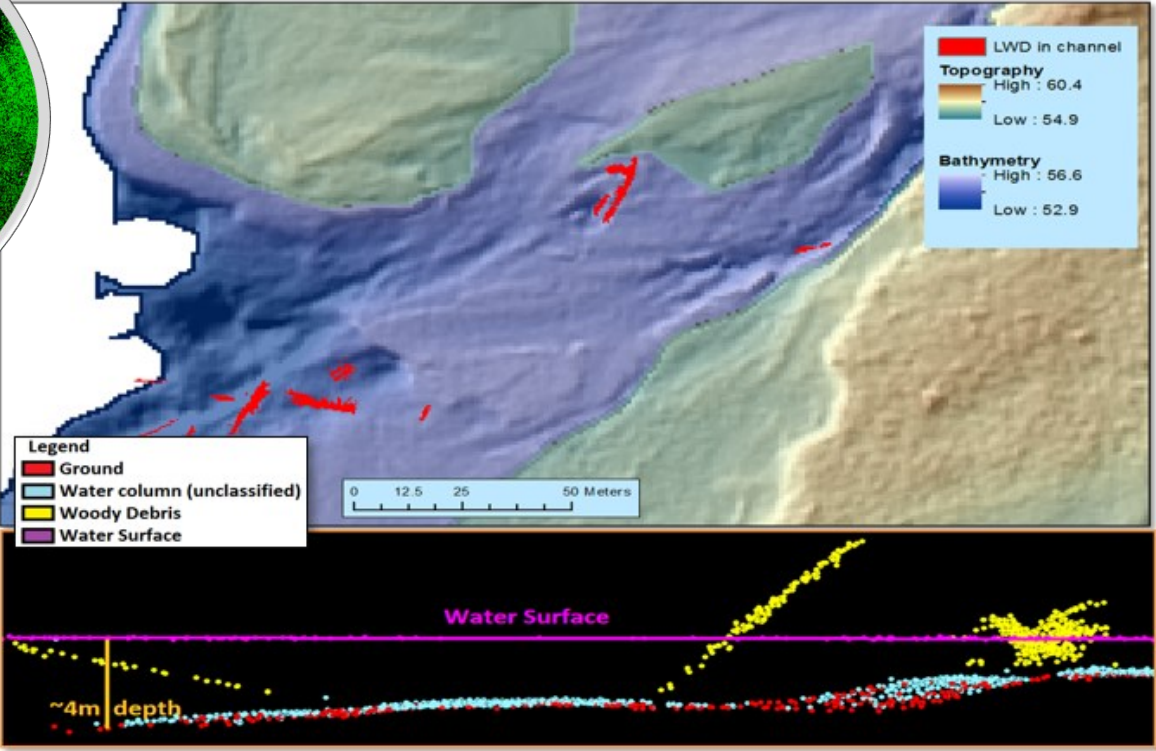 LWD in channel
Topography
High : 60.4
Low : 54.9
Bathymetry
High : 56.6
Low : 52.9
Legend
Ground
Water column (unclassified)
Woody Debris
Water Surface
0 12.5 25 50 Meters
Water Surface
~4m depth